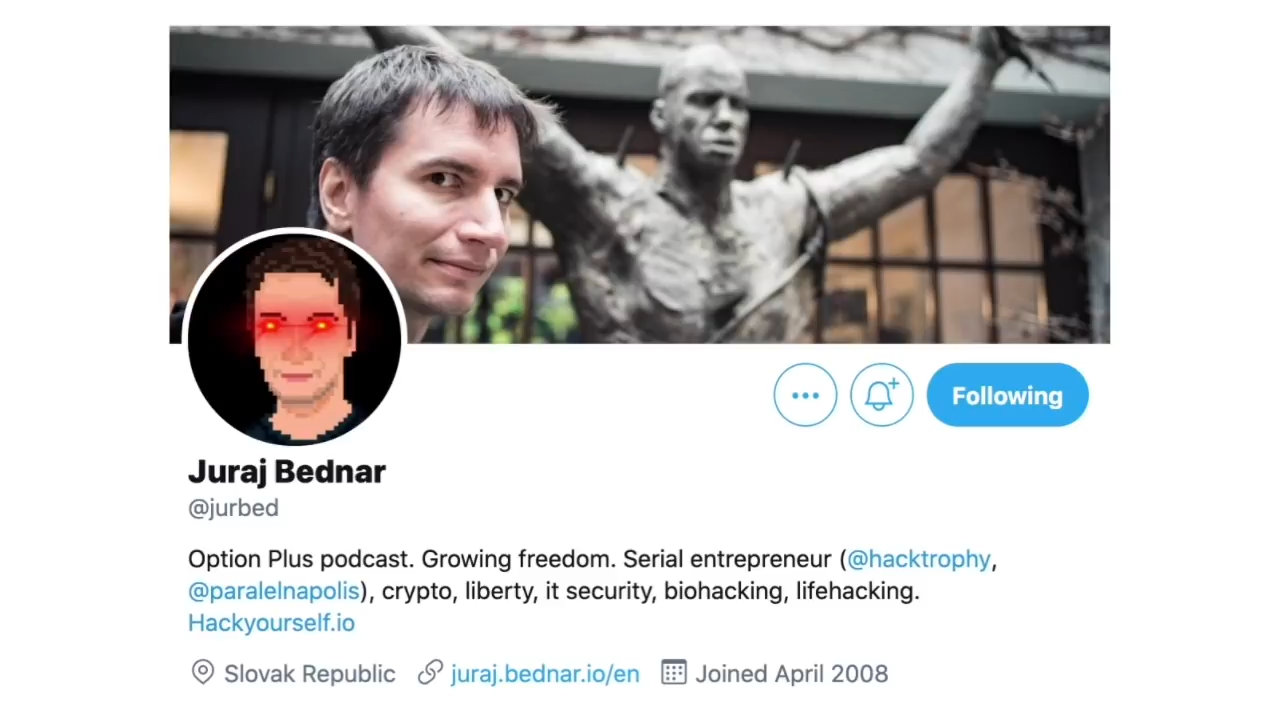 Following
Juraj Bednar
@jurbed
Option Plus podcast. Growing freedom. Serial entrepreneur (@hacktrophy,
@paralelnapolis), crypto, liberty, it security, biohacking, lifehacking.
Hackyourself.io
Slovak Republic juraj.bednar.io/en Joined April 2008